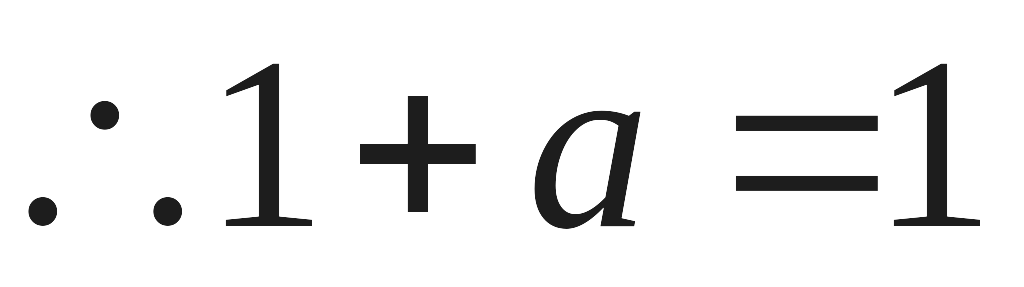 ∴1+ a =1